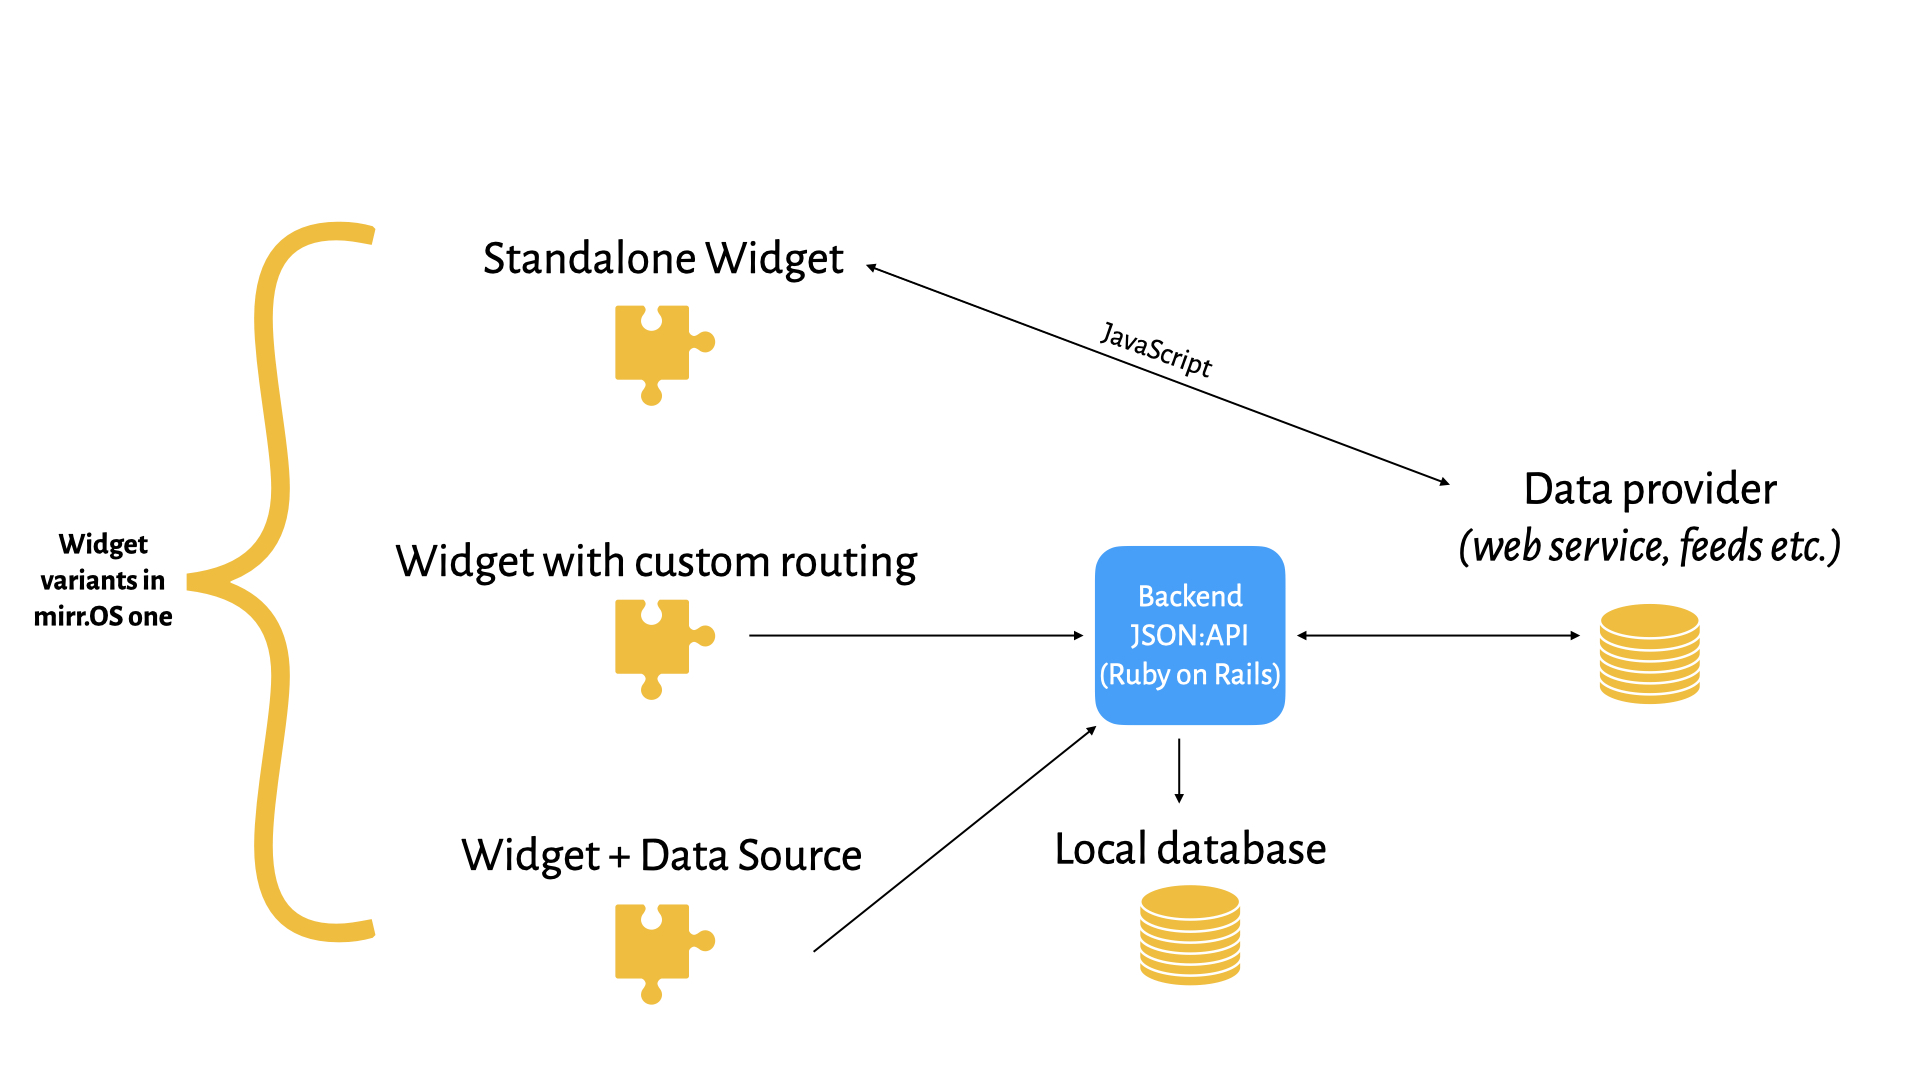 Standalone Widget
JavaScript
Data provider
(web service, feeds etc.)
Widget
variants in
mirr.OS one
Widget with custom routing
Backend
JSON:API
(Ruby on Rails)
Widget + Data Source
Local database